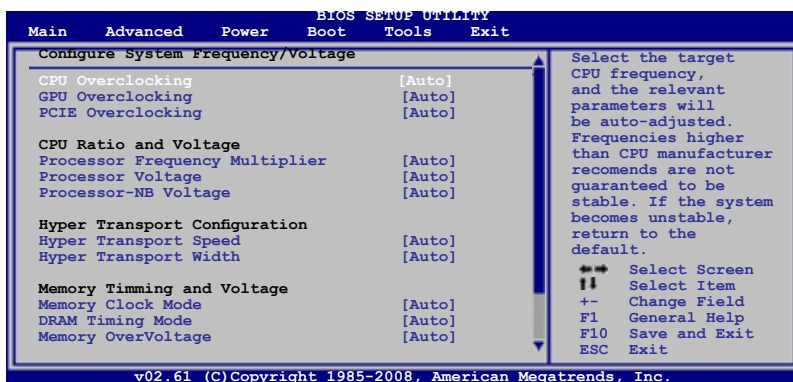 BIOS SETUP UTILITY
Main Advanced Power Boot Tools Exit
Configure System Frequency/Voltage
CPU Overclocking [Auto]
GPU Overclocking [Auto]
PCIE Overclocking [Auto]
CPU Ratio and Voltage
Processor Frequency Multiplier [Auto]
Processor Voltage [Auto]
Processor-NB Voltage [Auto]
Hyper Transport Configuration
Hyper Transport Speed [Auto]
Hyper Transport Width [Auto]
Memory Timming and Voltage
Memory Clock Mode [Auto]
DRAM Timing Mode [Auto]
Memory OverVoltage [Auto]
Select the target
CPU frequency,
and the relevant
parameters will
be auto-adjusted.
Frequencies higher
than CPU manufacturer
recomends are not
guaranteed to be
stable. If the system
becomes unstable,
return to the
default.
Select Screen
Select Item
+- Change Field
F1 General Help
F10 Save and Exit
ESC Exit
v02.61 (C)Copyright 1985-2008, American Megatrends, Inc.